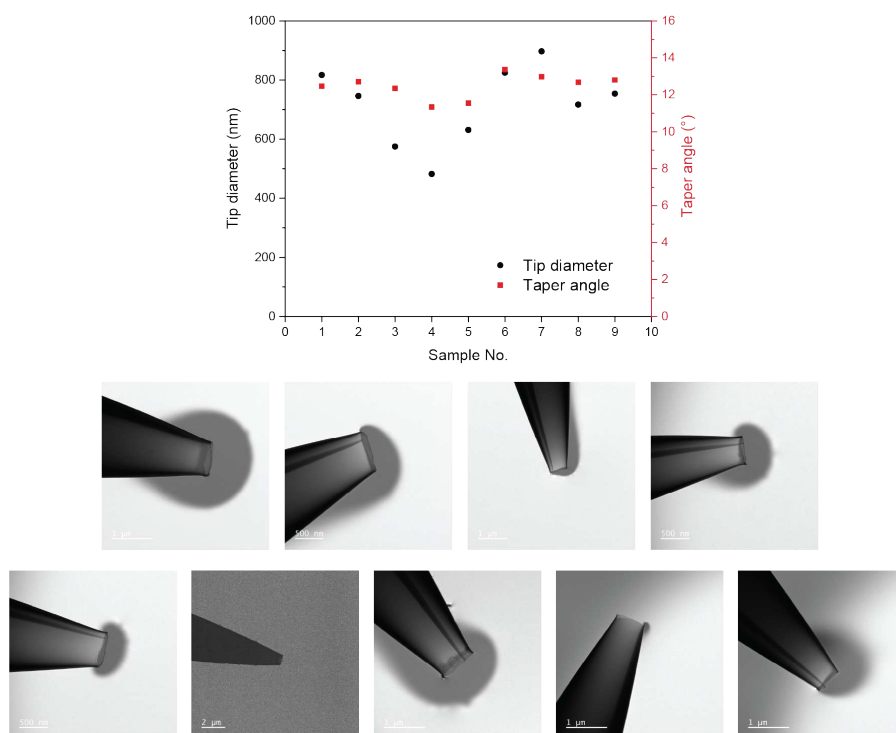 1000
800
600
400
200
0
Tip diameter (nm)
16
14
12
10
8
6
4
2
0
Taper angle (°)
Tip diameter
Taper angle
0 1 2 3 4 5 6 7 8 9 10
Sample No.
1 µm
500 nm
1 µm
500 nm
500 nm
2 µm
1 µm
1 µm
1 µm